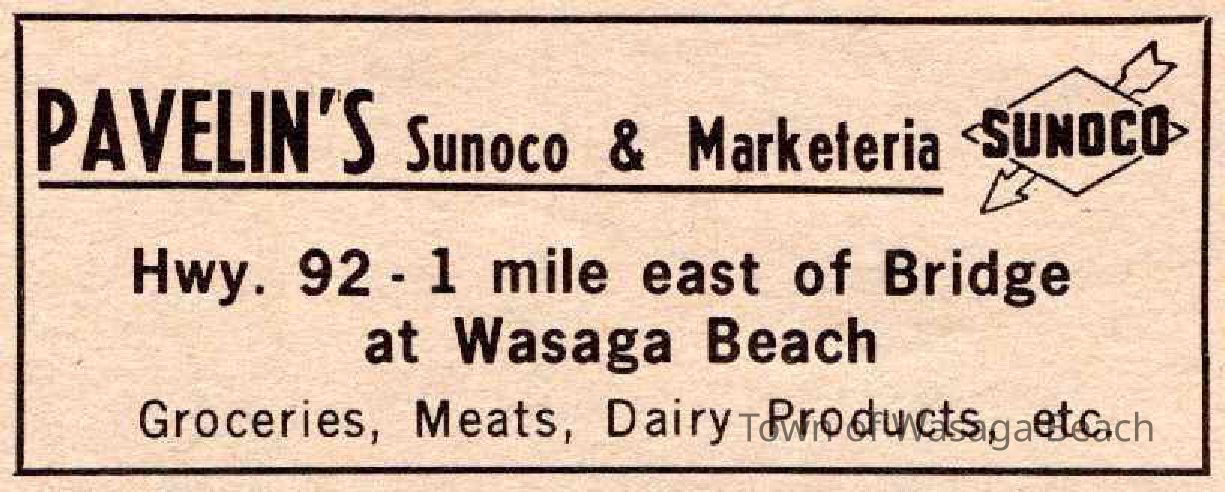 PAVELIN'S Sunoco & Marketeria
SUNOCO
Hwy. 92 - 1 mile east of Bridge
at Wasaga Beach
Groceries, Meats, Dairy Products, etc.
Town of Wasaga Beach